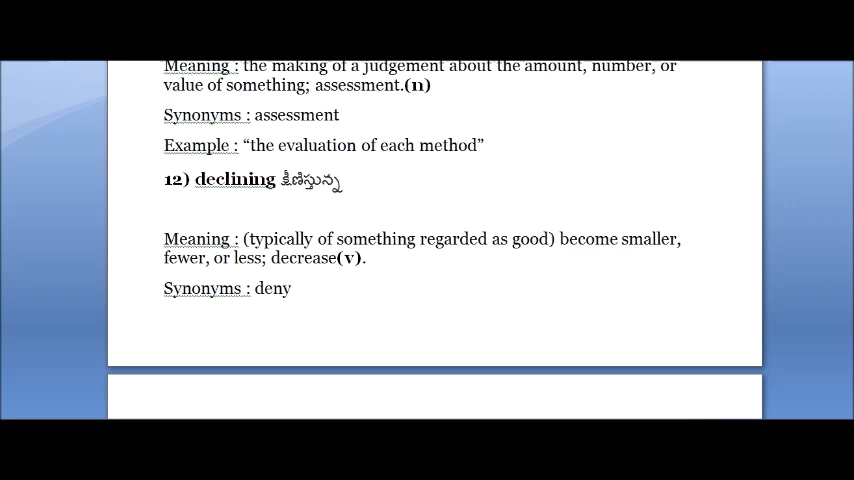 Meaning : the making of a judgement about the amount, number, or
value of something; assessment.(n)
Synonyms : assessment
Example : “the evaluation of each method”
12) declining క్షీణిస్తున్న
Meaning : (typically of something regarded as good) become smaller,
fewer, or less; decrease(v).
Synonyms : deny